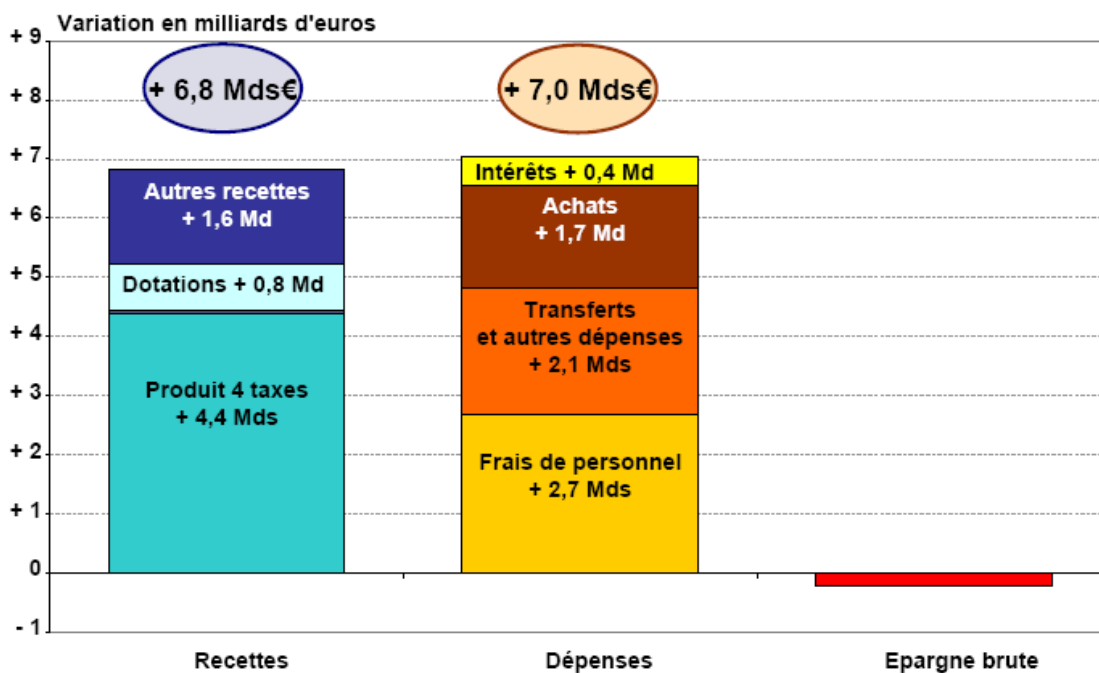 Variation en milliards d'euros
+ 9
+ 8
+ 7
+ 6
+ 5
+ 4
+ 3
+ 2
+ 1
0
- 1
+ 6,8 Mds€
Autres recettes
+ 1,6 Md
Dotations + 0,8 Md
Produit 4 taxes
+ 4,4 Mds
+ 7,0 Mds€
Intérêts + 0,4 Md
Achats
+ 1,7 Md
Transferts
et autres dépenses
+ 2,1 Mds
Frais de personnel
+ 2,7 Mds
Recettes
Dépenses
Epargne brute